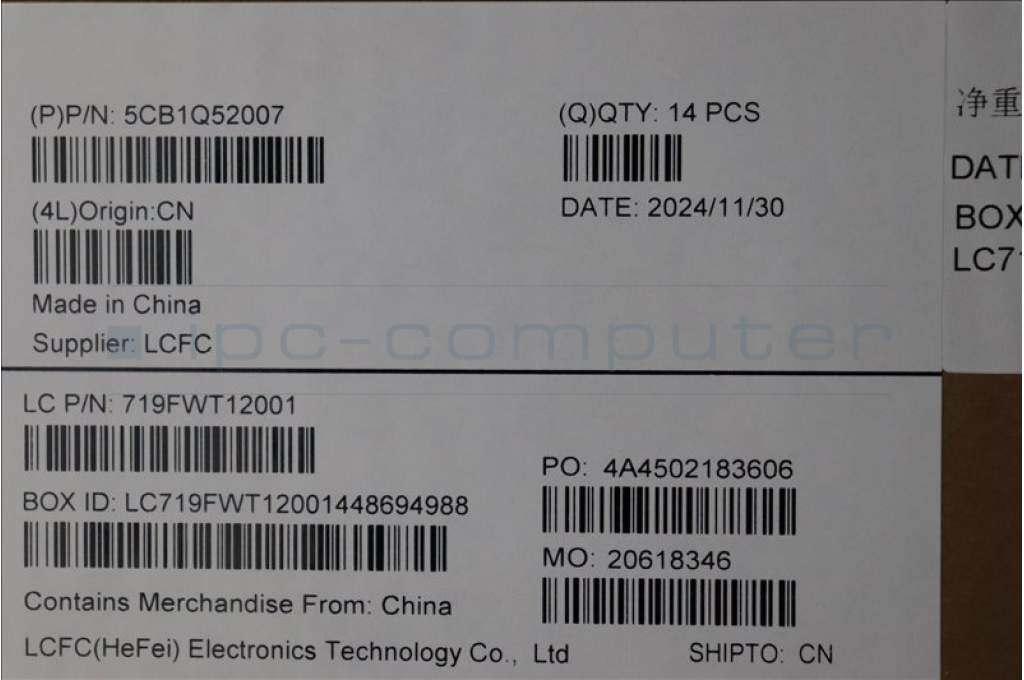 (P)P/N: 5CB1Q52007
(Q)QTY: 14 PCS
(4L)Origin:CN
DATE: 2024/11/30
Made in China
Supplier: LCFC
ipc-computer
LC P/N: 719FWT12001
PO: 4A4502183606
BOX ID: LC719FWT12001448694988
MO: 20618346
Contains Merchandise From: China
LCFC(HeFei) Electronics Technology Co., Ltd
SHIPTO: CN
净重
DAT
BOX
LC71